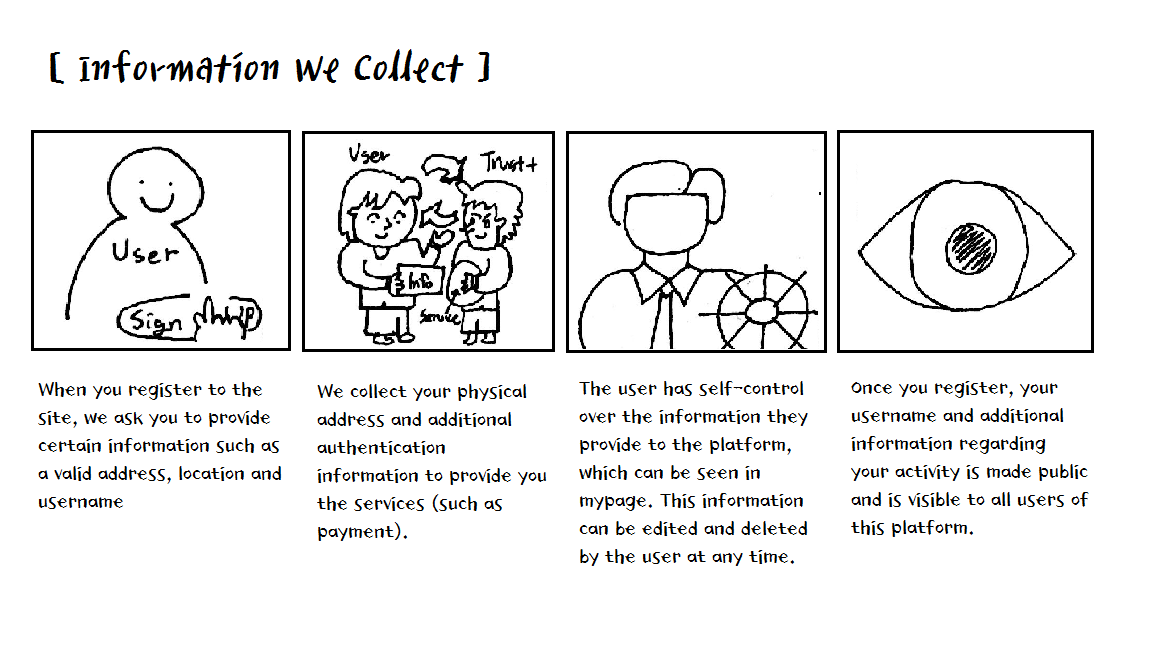 [ Information We Collect ]
User
Sign
When you register to the
site, we ask you to provide
certain information such as
a valid address, location and
username
User
Trust+
Info
Service
We collect your physical
address and additional
authentication
information to provide you
the services (such as
payment).
The user has self-control
over the information they
provide to the platform,
which can be seen in
mypage. This information
can be edited and deleted
by the user at any time.
Once you register, your
username and additional
information regarding
your activity is made public
and is visible to all users of
this platform.